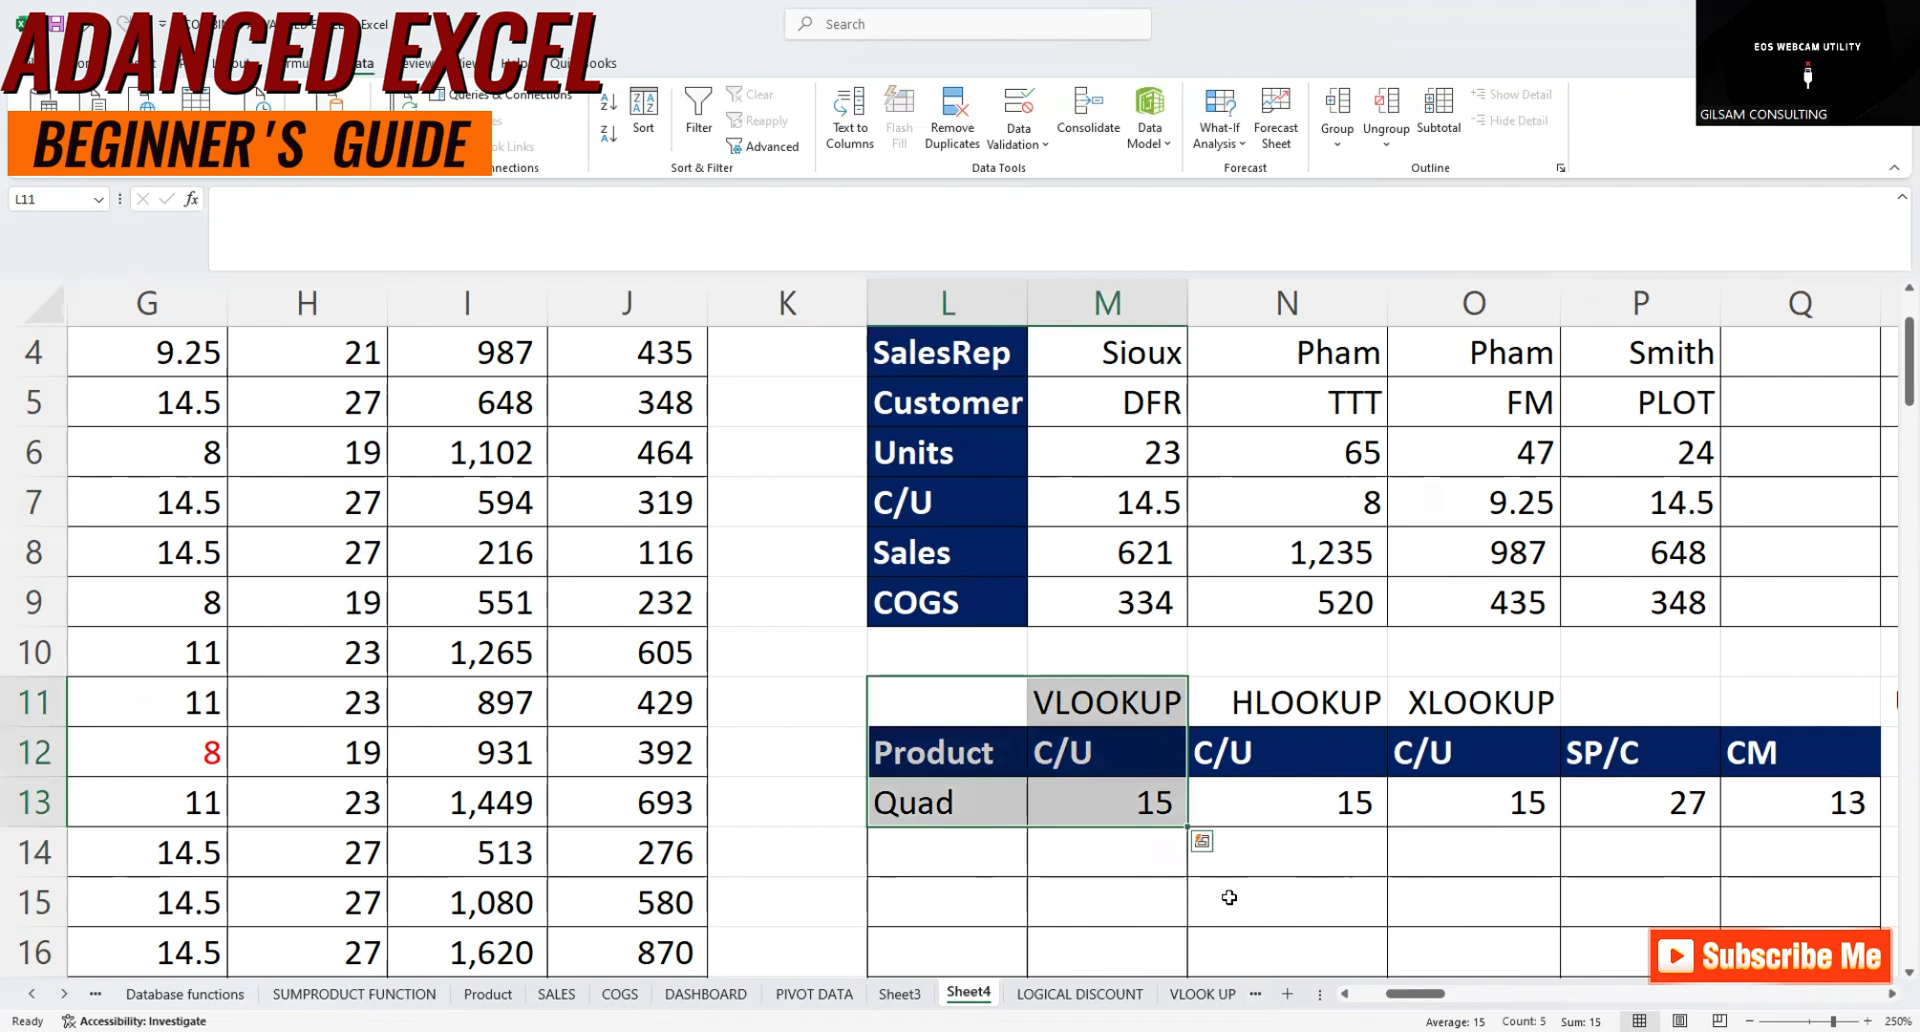 ADANCED EXCEL
BEGINNER'S GUIDE
Excel
Search
EOS WEBCAM UTILITY
GILSAM CONSULTING
Queries & Connections
Sort
Filter
Clear
Reapply
Advanced
Sort & Filter
Text to Columns
Flash Fill
Remove Duplicates
Data Validation
Consolidate
Data Model
Data Tools
What-If Analysis
Forecast Sheet
Forecast
Group
Ungroup
Subtotal
Show Detail
Hide Detail
Outline
L11
fx
G H I J K L M N O P Q
4 9.25 21 987 435 SalesRep Sioux Pham Pham Smith
5 14.5 27 648 348 Customer DFR TTT FM PLOT
6 8 19 1,102 464 Units 23 65 47 24
7 14.5 27 594 319 C/U 14.5 8 9.25 14.5
8 14.5 27 216 116 Sales 621 1,235 987 648
9 8 19 551 232 COGS 334 520 435 348
10 11 23 1,265 605
11 11 23 897 429 VLOOKUP HLOOKUP XLOOKUP
12 8 19 931 392 Product C/U C/U C/U SP/C CM
13 11 23 1,449 693 Quad 15 15 15 27 13
14 14.5 27 513 276
15 14.5 27 1,080 580
16 14.5 27 1,620 870
Subscribe Me
Database functions SUMPRODUCT FUNCTION Product SALES COGS DASHBOARD PIVOT DATA Sheet3 Sheet4 LOGICAL DISCOUNT VLOOK UP
Ready Accessibility: Investigate Average: 15 Count: 5 Sum: 15 250%